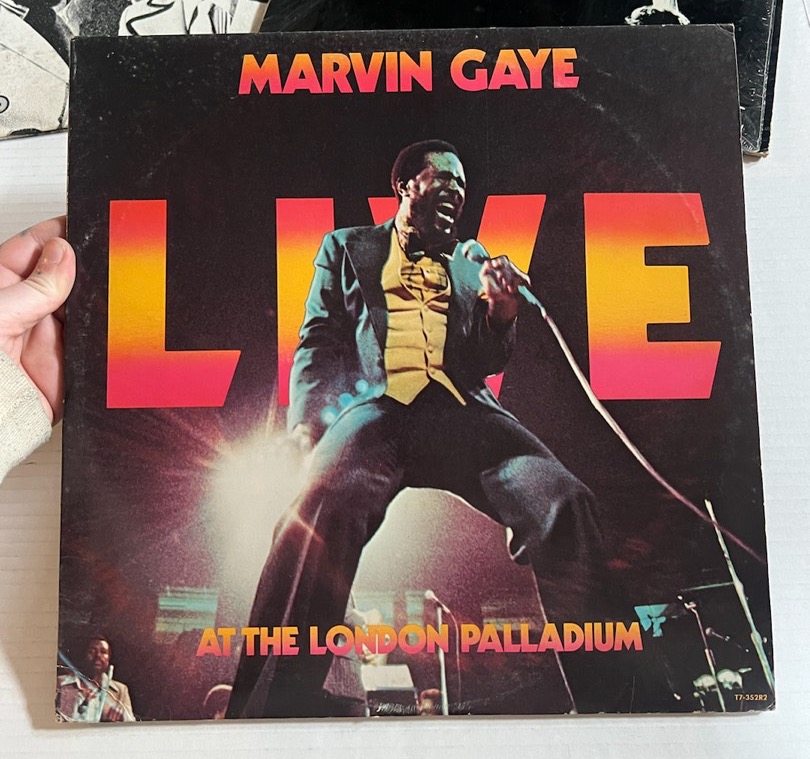 MARVIN GAYE
LIVE
AT THE LONDON PALLADIUM
T7-352R2